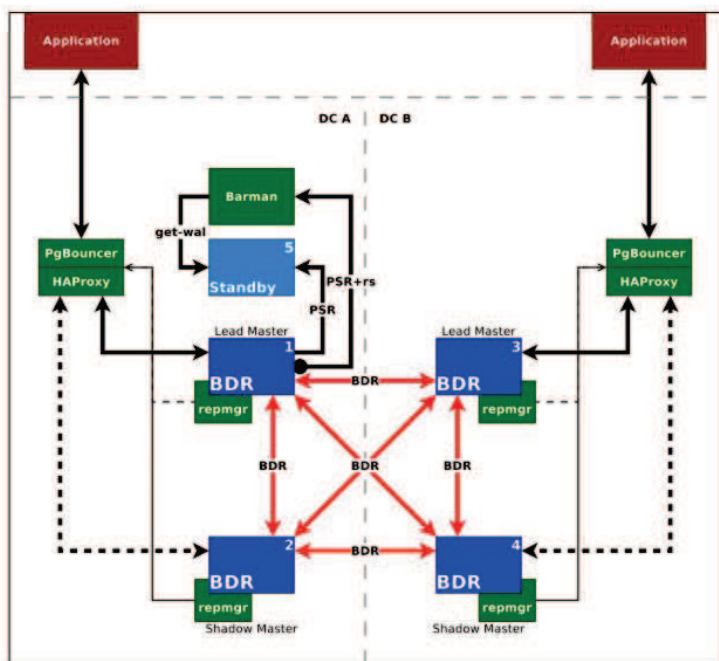 Application
Application
DC A
DC B
Barman
get-wal
5
Standby
PSR+rs
PSR
PgBouncer
HAProxy
PgBouncer
HAProxy
Lead Master
1
BDR
repmgr
Lead Master
3
BDR
repmgr
BDR
BDR
BDR
BDR
2
BDR
repmgr
Shadow Master
BDR
4
BDR
repmgr
Shadow Master